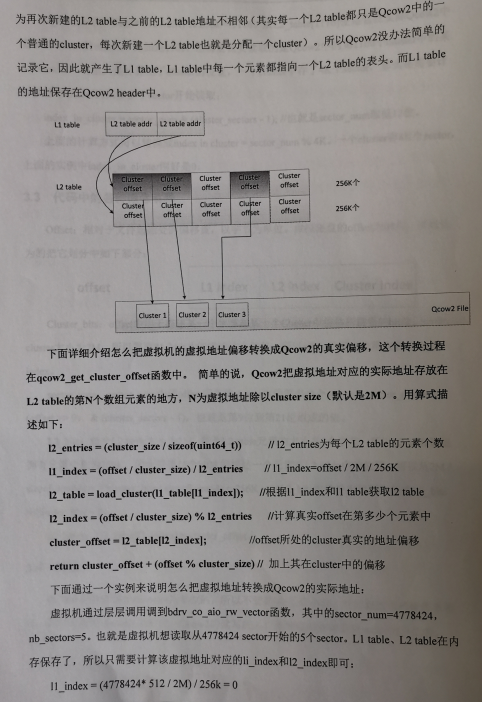 为再次新建的L2 table与之前的L2 table地址不相邻（其实每一个L2 table都只是Qcow2中的一
个普通的cluster，每次新建一个L2 table也就是分配一个cluster）。所以Qcow2没办法简单的
记录它，因此就产生了L1 table，L1 table中每一个元素都指向一个L2 table的表头。而L1 table
的地址保存在Qcow2 header中。
L1 table L2 table addr L2 table addr
L2 table Cluster offset Cluster offset Cluster offset Cluster offset Cluster offset 256K个
Cluster offset Cluster offset Cluster offset Cluster offset Cluster offset 256K个
Cluster 1 Cluster 2 Cluster 3 Qcow2 File
下面详细介绍怎么把虚拟机的虚拟地址偏移转换成Qcow2的真实偏移，这个转换过程
在qcow2_get_cluster_offset函数中。 简单的说，Qcow2把虚拟地址对应的实际地址存放在
L2 table的第N个数组元素的地方，N为虚拟地址除以cluster size（默认是2M）。用算式描
述如下：
l2_entries = (cluster_size / sizeof(uint64_t)) // l2_entries为每个L2 table的元素个数
l1_index = (offset / cluster_size) / l2_entries // l1_index=offset / 2M / 256K
l2_table = load_cluster(l1_table[l1_index]); //根据l1_index和l1 table获取l2 table
l2_index = (offset / cluster_size) % l2_entries //计算真实offset在第多少个元素中
cluster_offset = l2_table[l2_index]; //offset所处的cluster真实的地址偏移
return cluster_offset + (offset % cluster_size) // 加上其在cluster中的偏移
下面通过一个实例来说明怎么把虚拟地址转换成Qcow2的实际地址：
虚拟机通过层层调用调到bdrv_co_aio_rw_vector函数，其中的sector_num=4778424，
nb_sectors=5。也就是虚拟机想读取从4778424 sector开始的5个sector。L1 table、L2 table在内
存保存了，所以只需要计算该虚拟地址对应的li_index和l2_index即可：
l1_index = (4778424* 512 / 2M) / 256k = 0